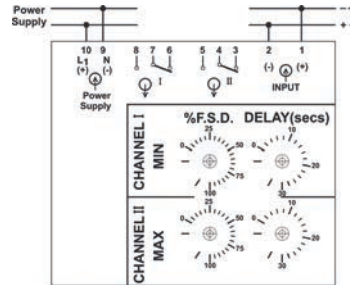 Power
Supply
10 9 8 7 6 5 4 3 2 1
L1 N
(+) (-) I II (-) (+)
Power
Supply
INPUT
%F.S.D. DELAY(secs)
CHANNEL I
MIN
0 25 75 100
0 10 20 30
CHANNEL II
MAX
0 25 75 100
0 10 20 30